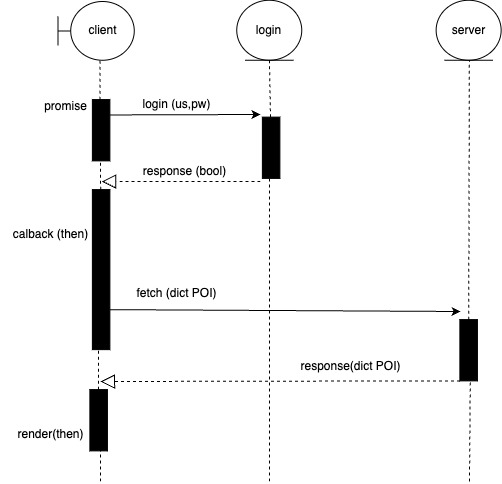 client
login
server
promise
login (us,pw)
response (bool)
calback (then)
fetch (dict POI)
response(dict POI)
render(then)